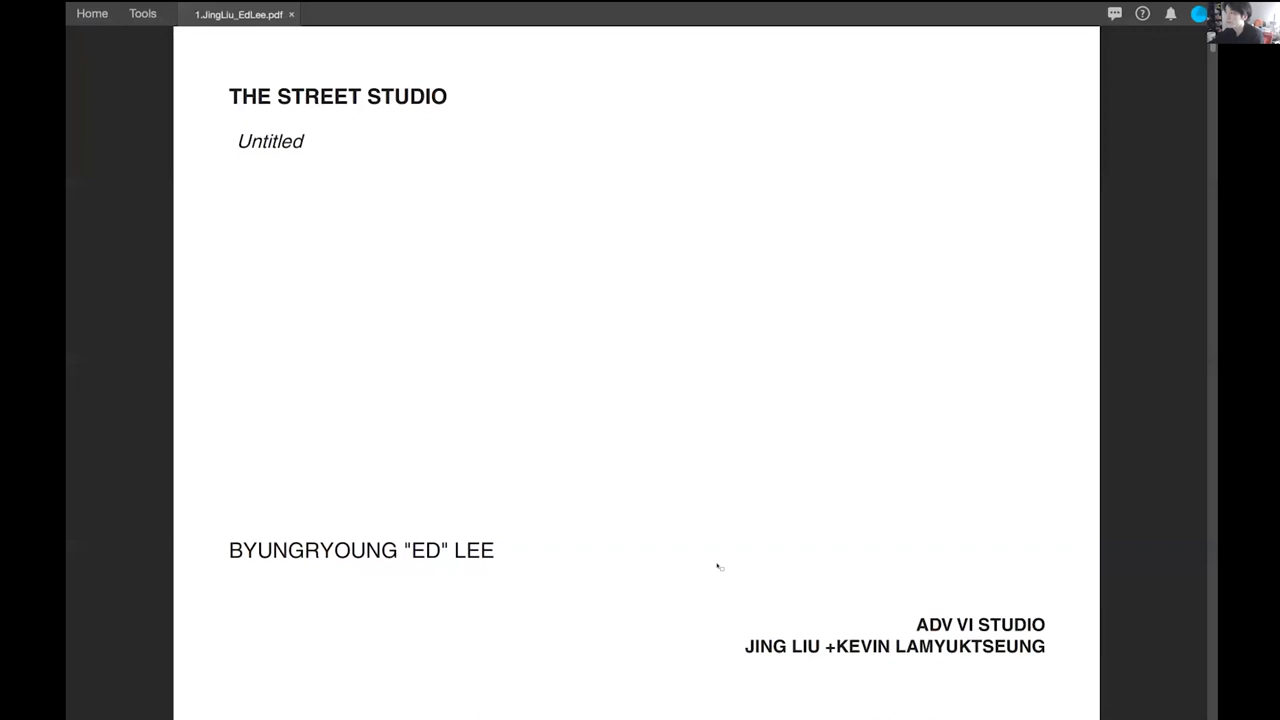 Home Tools 1.JingLiu_EdLee.pdf ×
THE STREET STUDIO
Untitled
BYUNGRYOUNG "ED" LEE
ADV VI STUDIO
JING LIU +KEVIN LAMYUKTSEUNG